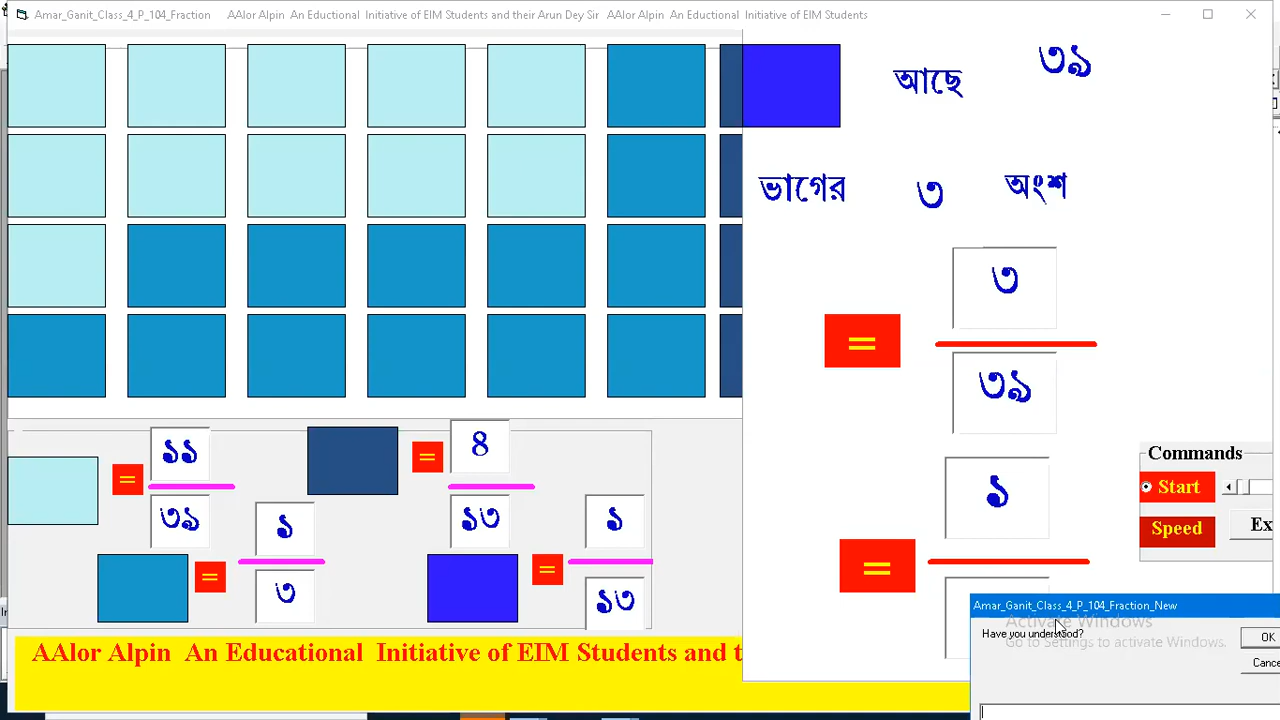 Amar_Ganit_Class_4_P_104_Fraction AAlor Alpin An Eductional Initiative of EIM Students and their Arun Dey Sir AAlor Alpin An Eductional Initiative of EIM Students
আছে ৩৯
ভাগের ৩ অংশ
৩
=
৩৯
১
=
১১
=
৩৯
৪
=
১৩
১
=
৩
১
=
১৩
Commands
Start
Speed
Ex
AAlor Alpin An Educational Initiative of EIM Students and t
Amar_Ganit_Class_4_P_104_Fraction_New
Have you understood?
OK
Cance
Activate Windows
Go to Settings to activate Windows.